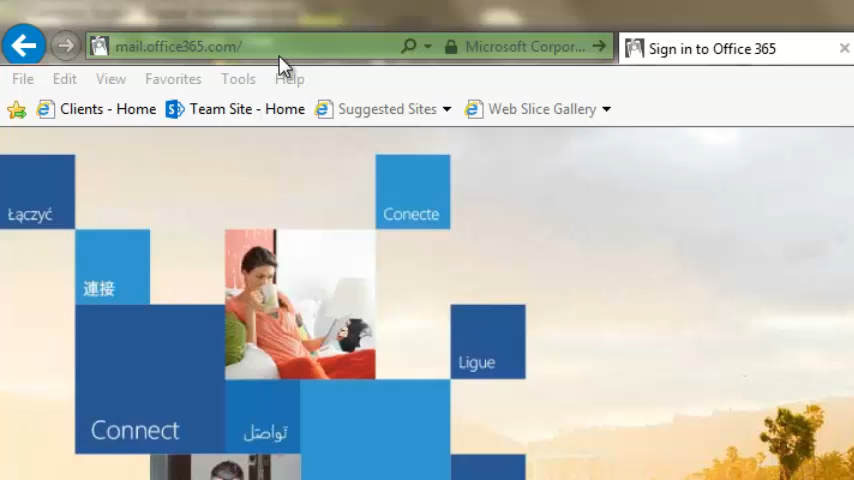 mail.office365.com/
Microsoft Corpor...
Sign in to Office 365
File Edit View Favorites Tools Help
Clients - Home Team Site - Home Suggested Sites Web Slice Gallery
Łączyć
Conecte
連接
Ligue
Connect
تواصَل